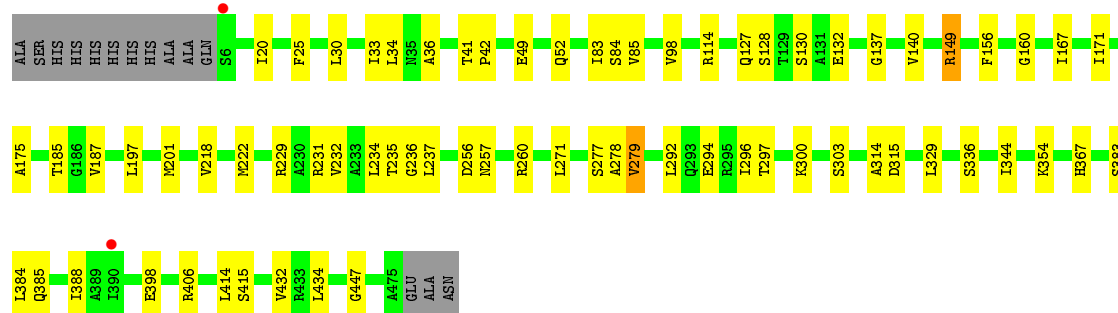 ALA SER HIS HIS HIS HIS HIS HIS ALA ALA GLN S6 I20 F25 L30 I33 L34 N35 A36 T41 P42 E49 Q52 I83 S84 V85 V98 R114 Q127 S128 T129 S130 A131 E132 G137 V140 R149 F156 G160 I167 I171
A175 T185 G186 V187 L197 M201 V218 M222 R229 A230 R231 V232 A233 L234 T235 G236 L237 D256 N257 R260 L271 S277 A278 V279 L292 Q293 E294 R295 I296 T297 K300 S303 A314 D315 L329 S336 I344 K354 H367
L384 Q385 I388 A389 I390 E398 R406 L414 S415 V432 R433 L434 G447 A475 GLU ALA ASN